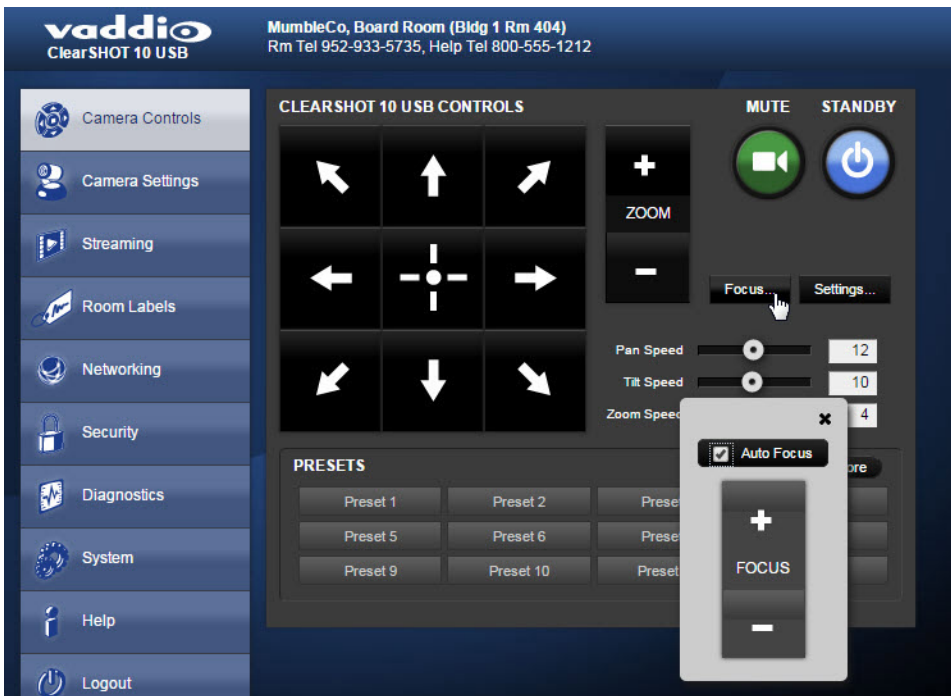 vaddio
ClearSHOT 10 USB
MumbleCo, Board Room (Bldg 1 Rm 404)
Rm Tel 952-933-5735, Help Tel 800-555-1212
Camera Controls
Camera Settings
Streaming
Room Labels
Networking
Security
Diagnostics
System
Help
Logout
CLEARSHOT 10 USB CONTROLS
MUTE
STANDBY
+
ZOOM
-
Focus...
Settings...
Pan Speed 12
Tilt Speed 10
Zoom Speed 4
Auto Focus
+
FOCUS
-
PRESETS
Preset 1
Preset 2
Preset 5
Preset 6
Preset 9
Preset 10
Preset